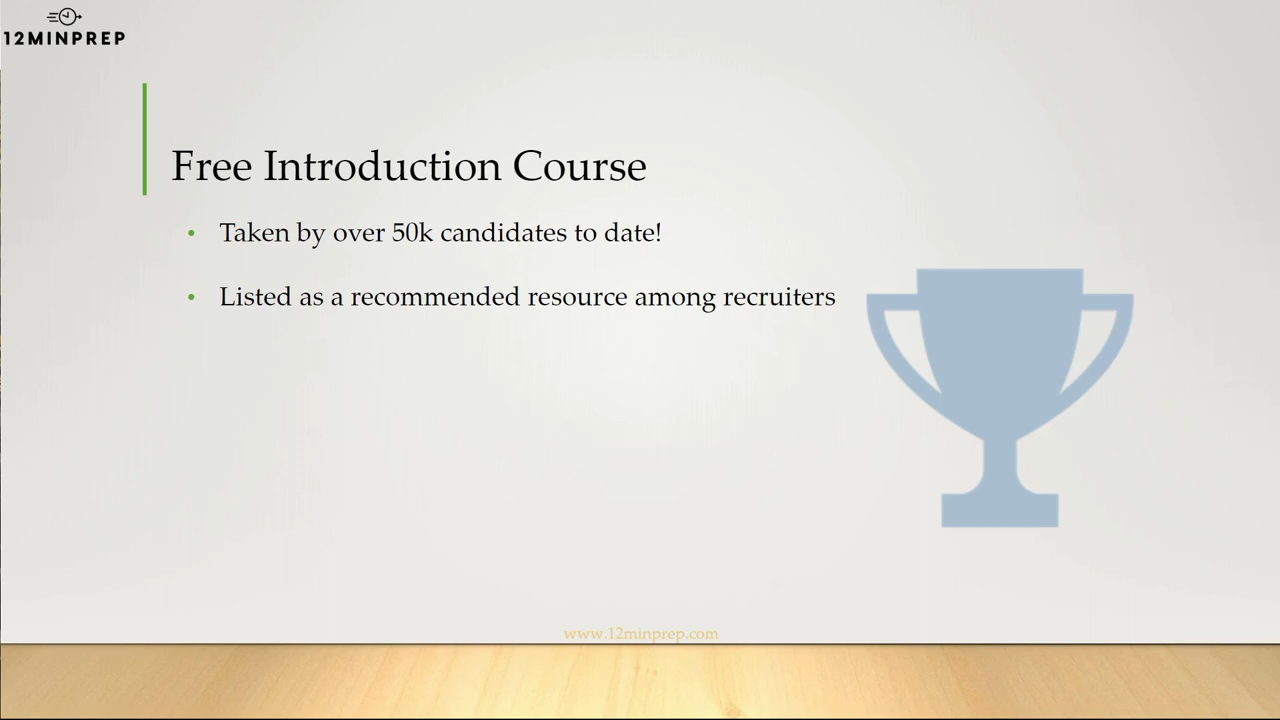 12MINPREP
Free Introduction Course
• Taken by over 50k candidates to date!
• Listed as a recommended resource among recruiters
www.12minprep.com